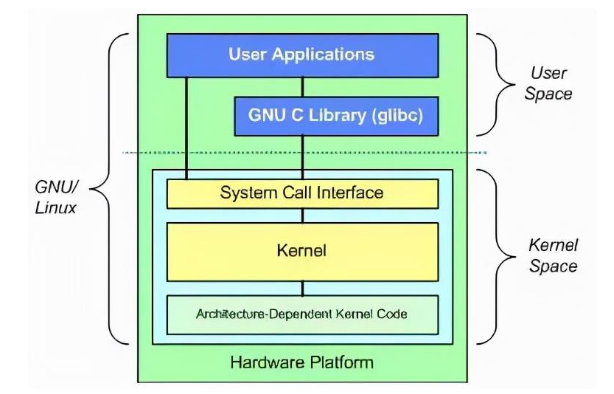 User Applications
GNU C Library (glibc)
User
Space
GNU/
Linux
System Call Interface
Kernel
Architecture-Dependent Kernel Code
Kernel
Space
Hardware Platform